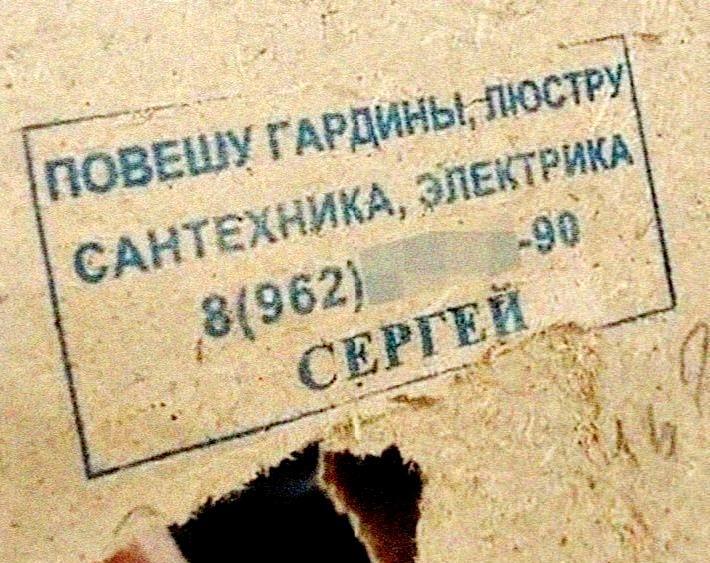 ПОВЕШУ ГАРДИНЫ, ЛЮСТРУ
САНТЕХНИКА, ЭЛЕКТРИКА
8(962) -90
СЕРГЕЙ